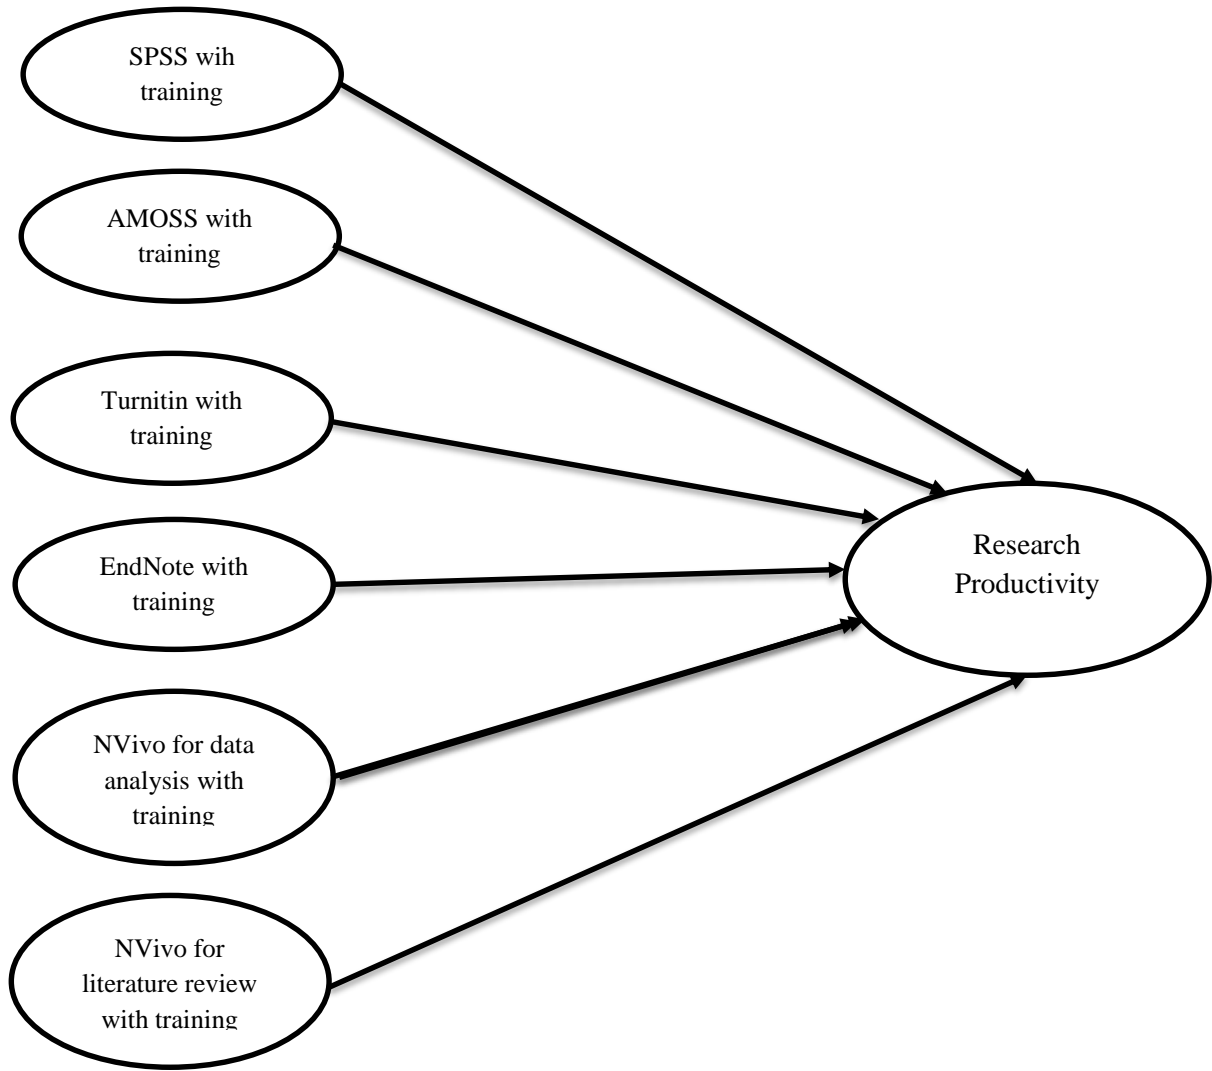 SPSS wih
training
AMOSS with
training
Turnitin with
training
EndNote with
training
NVivo for data
analysis with
training
NVivo for
literature review
with training
Research
Productivity